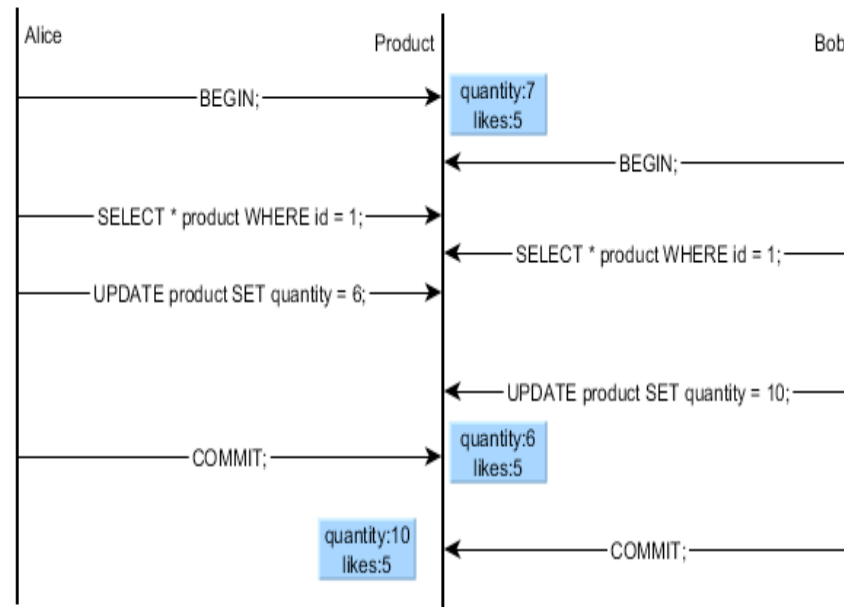 Alice
Product
Bob
BEGIN;
quantity:7
likes:5
BEGIN;
SELECT * product WHERE id = 1;
SELECT * product WHERE id = 1;
UPDATE product SET quantity = 6;
UPDATE product SET quantity = 10;
COMMIT;
quantity:6
likes:5
quantity:10
likes:5
COMMIT;